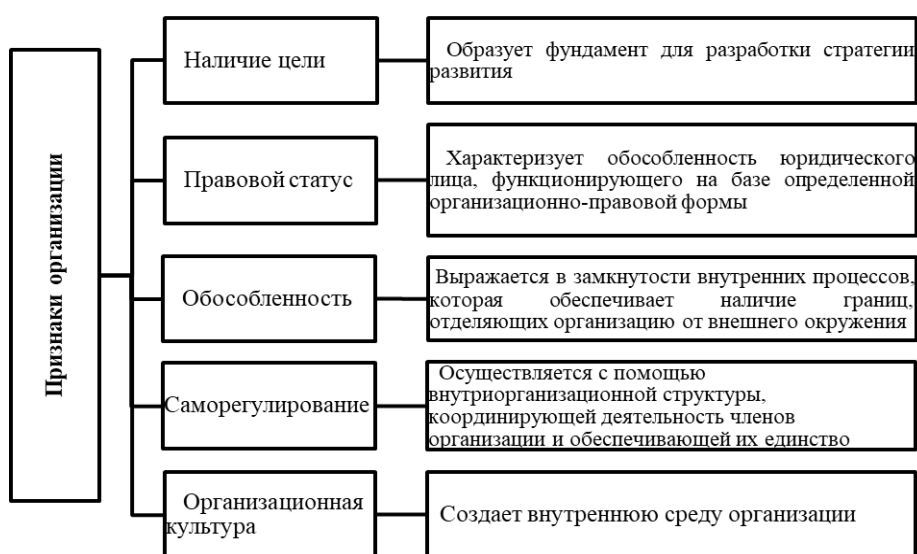 Признаки организации
Наличие цели
Образует фундамент для разработки стратегии
развития
Правовой статус
Характеризует обособленность юридического
лица, функционирующего на базе определенной
организационно-правовой формы
Обособленность
Выражается в замкнутости внутренних процессов,
которая обеспечивает наличие границ,
отделяющих организацию от внешнего окружения
Саморегулирование
Осуществляется с помощью
внутриорганизационной структуры,
координирующей деятельность членов
организации и обеспечивающей их единство
Организационная
культура
Создает внутреннюю среду организации